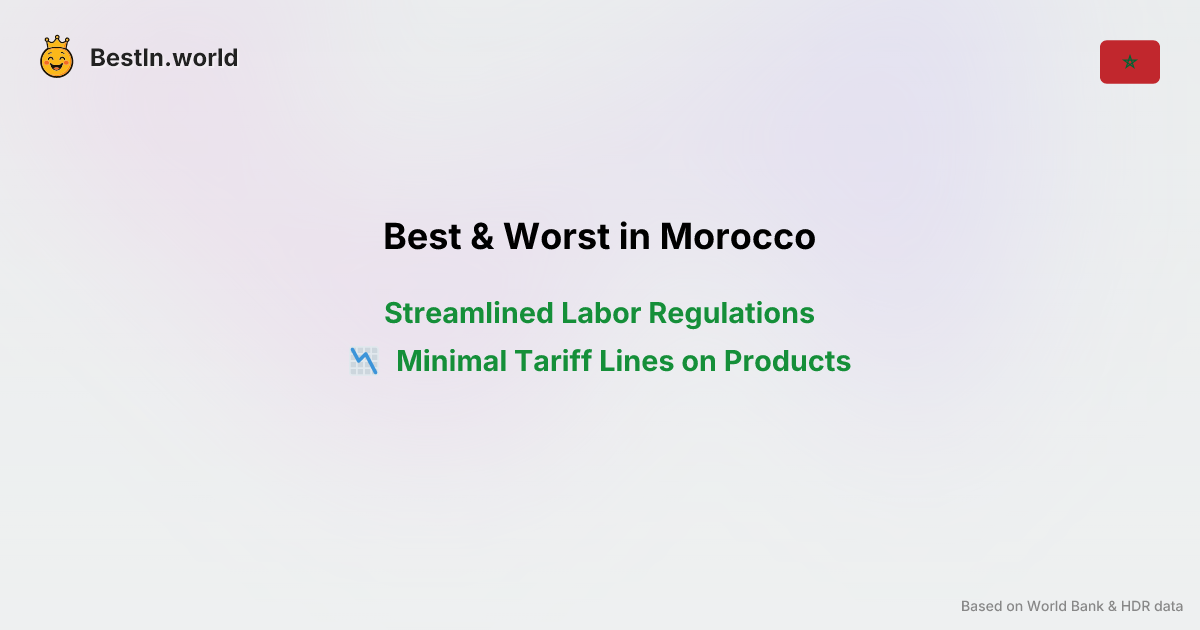 BestIn.world
Best & Worst in Morocco
Streamlined Labor Regulations
Minimal Tariff Lines on Products
Based on World Bank & HDR data